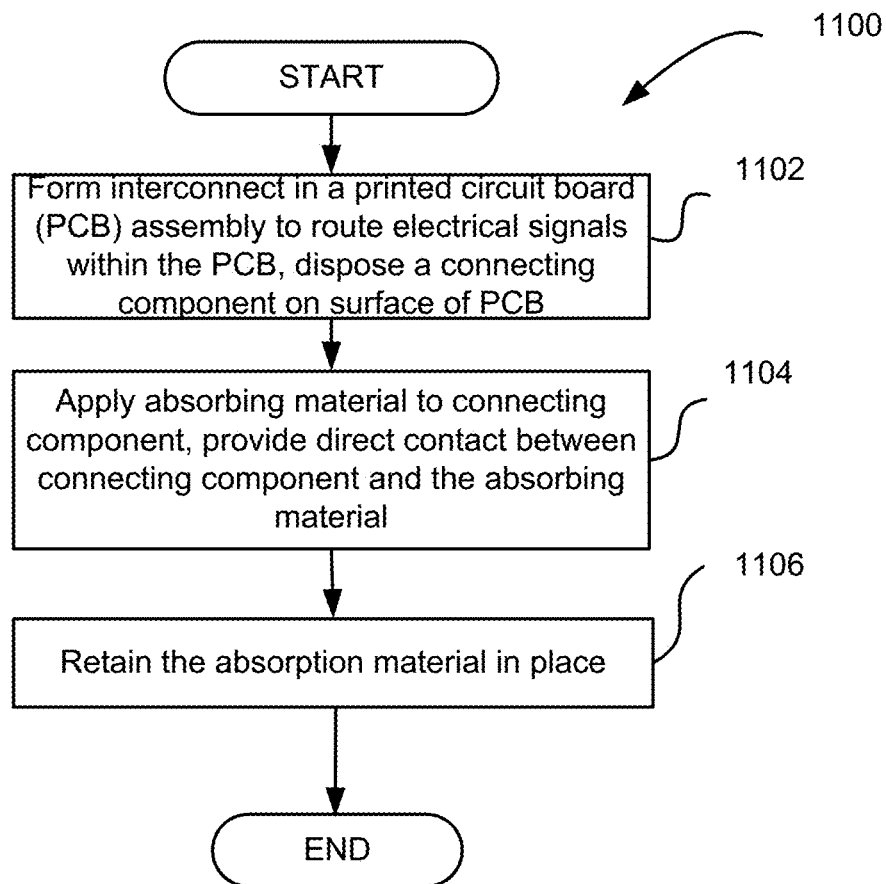 1100
START
1102
Form interconnect in a printed circuit board
(PCB) assembly to route electrical signals
within the PCB, dispose a connecting
component on surface of PCB
1104
Apply absorbing material to connecting
component, provide direct contact between
connecting component and the absorbing
material
1106
Retain the absorption material in place
END